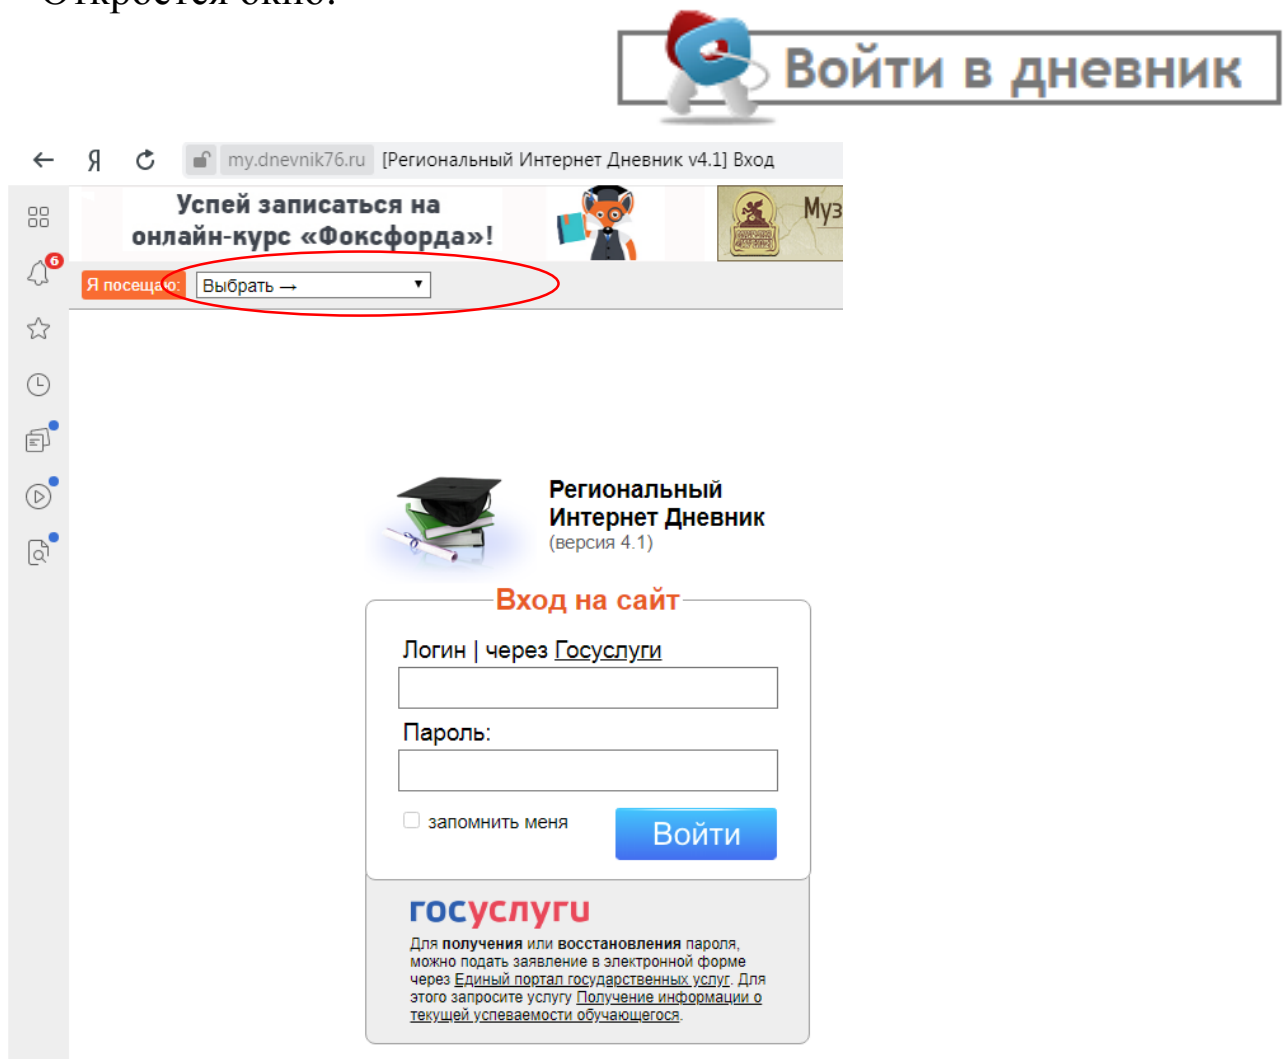 Откроется окно:
Войти в дневник
my.dnevnik76.ru [Региональный Интернет Дневник v4.1] Вход
Успей записаться на
онлайн-курс «Фоксфорда»!
Муз
6
Я посещаю: Выбрать →
Региональный
Интернет Дневник
(версия 4.1)
Вход на сайт
Логин | через Госуслуги
Пароль:
запомнить меня
Войти
госуслуги
Для получения или восстановления пароля,
можно подать заявление в электронной форме
через Единый портал государственных услуг. Для
этого запросите услугу Получение информации о
текущей успеваемости обучающегося.